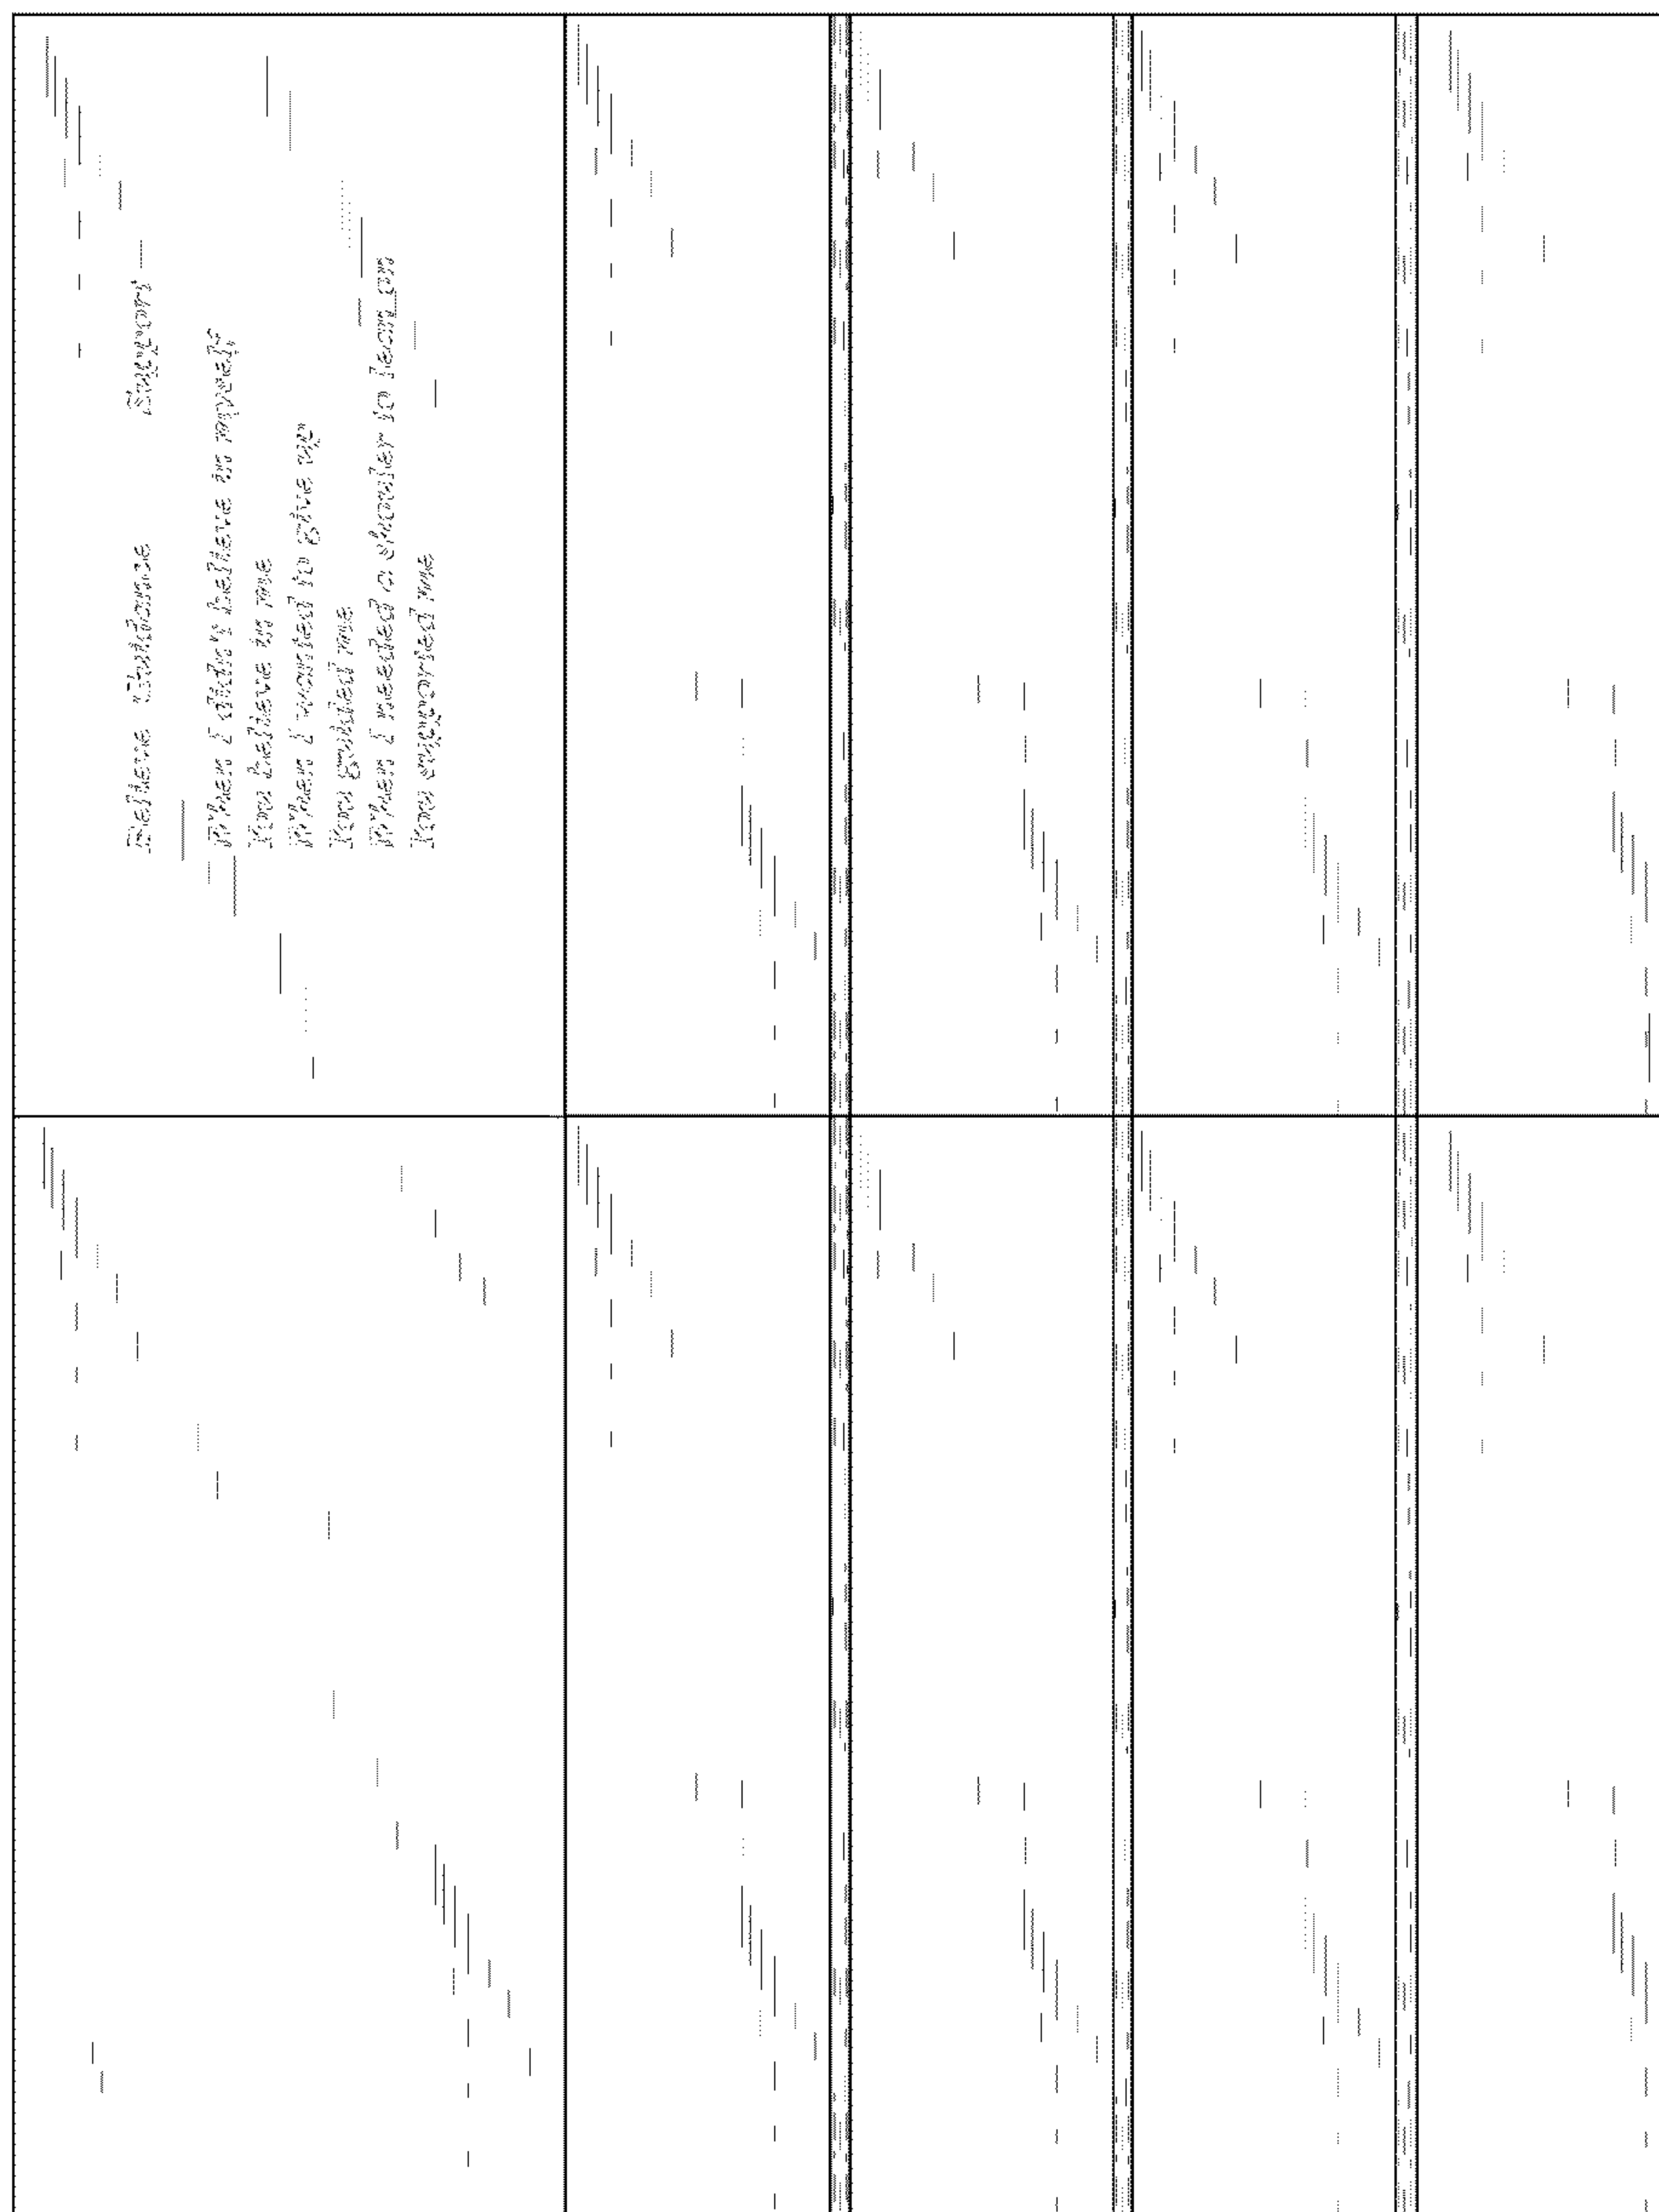 Believe Guidance Support
When I didn't believe in myself
You believe in me
When I wanted to give up
You guided me
When I needed a shouler to lean on
You supported me